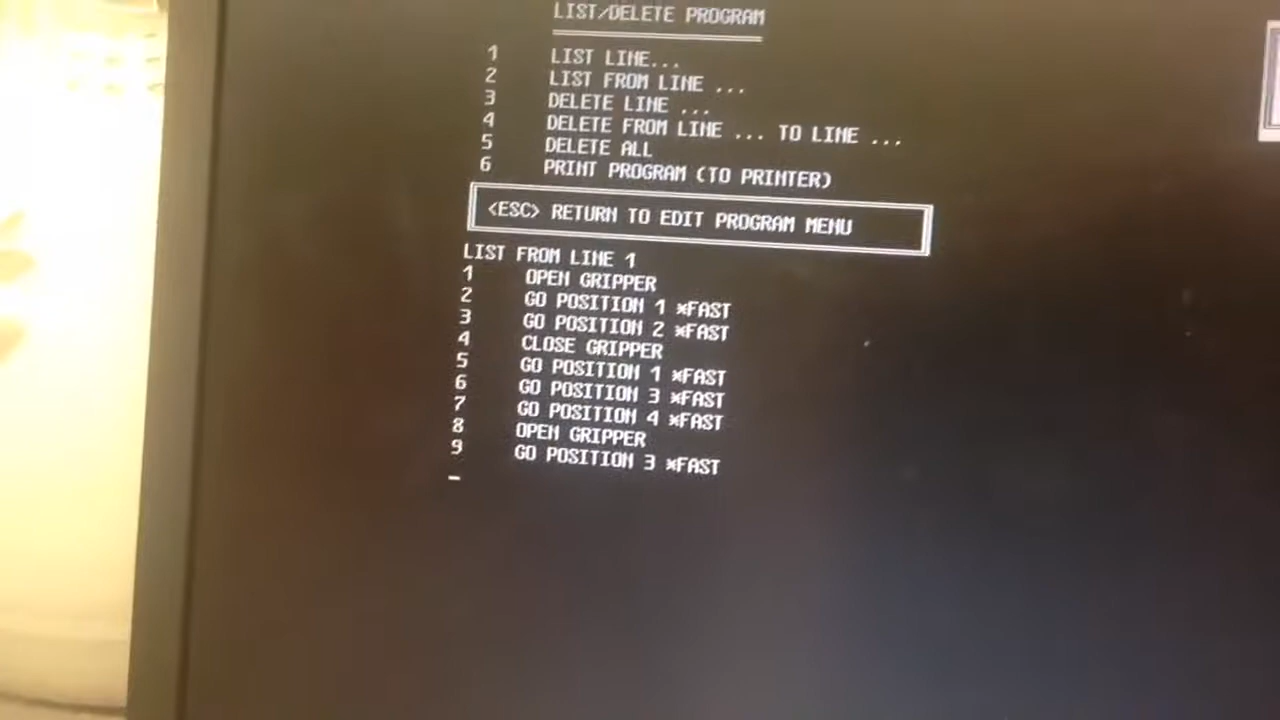 LIST/DELETE PROGRAM
1 LIST LINE...
2 LIST FROM LINE ...
3 DELETE LINE ...
4 DELETE FROM LINE ... TO LINE ...
5 DELETE ALL
6 PRINT PROGRAM (TO PRINTER)
<ESC> RETURN TO EDIT PROGRAM MENU
LIST FROM LINE 1
1 OPEN GRIPPER
2 GO POSITION 1 *FAST
3 GO POSITION 2 *FAST
4 CLOSE GRIPPER
5 GO POSITION 1 *FAST
6 GO POSITION 3 *FAST
7 GO POSITION 4 *FAST
8 OPEN GRIPPER
9 GO POSITION 3 *FAST
_